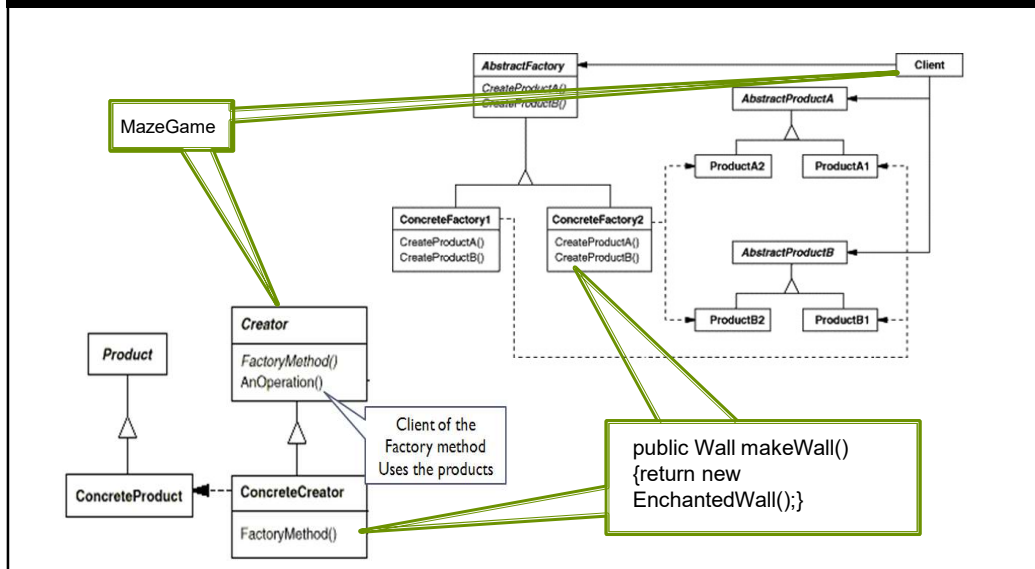 AbstractFactory
CreateProductA()
CreateProductB()
Client
MazeGame
AbstractProductA
ProductA2
ProductA1
ConcreteFactory1
CreateProductA()
CreateProductB()
ConcreteFactory2
CreateProductA()
CreateProductB()
AbstractProductB
ProductB2
ProductB1
Creator
FactoryMethod()
AnOperation()
Product
Client of the
Factory method
Uses the products
ConcreteProduct
ConcreteCreator
FactoryMethod()
public Wall makeWall()
{return new
EnchantedWall();}